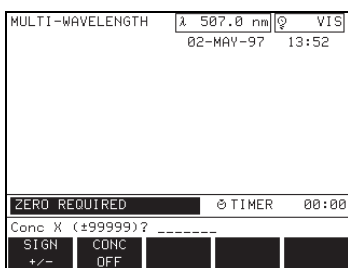 MULTI-WAVELENGTH λ 507.0 nm VIS
02-MAY-97 13:52
ZERO REQUIRED TIMER 00:00
Conc X (±99999)? _______
SIGN CONC
+/- OFF